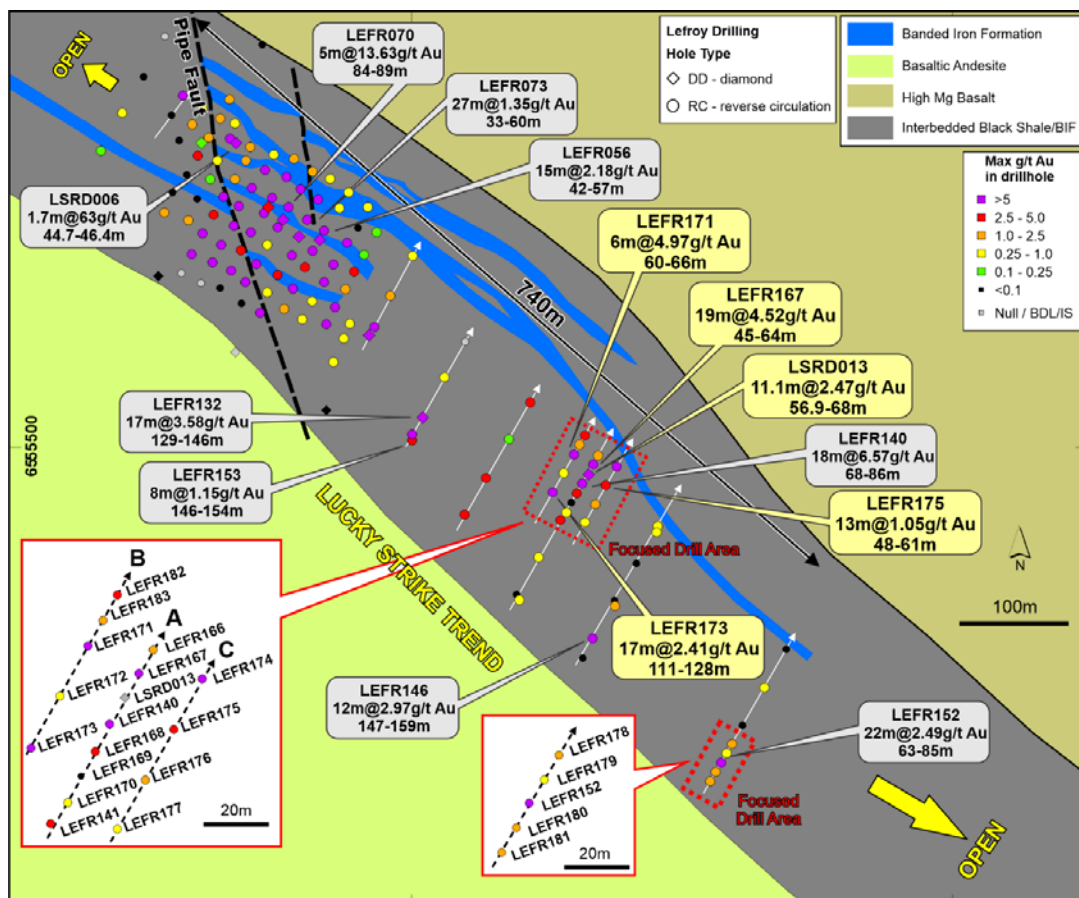 OPEN
Pipe Fault
LEFR070
5m@13.63g/t Au
84-89m
LEFR073
27m@1.35g/t Au
33-60m
LEFR056
15m@2.18g/t Au
42-57m
LSRD006
1.7m@63g/t Au
44.7-46.4m
Lefroy Drilling
Hole Type
DD - diamond
RC - reverse circulation
Banded Iron Formation
Basaltic Andesite
High Mg Basalt
Interbedded Black Shale/BIF
Max g/t Au
in drillhole
>5
2.5 - 5.0
1.0 - 2.5
0.25 - 1.0
0.1 - 0.25
<0.1
Null / BDL/IS
740m
LEFR171
6m@4.97g/t Au
60-66m
LEFR167
19m@4.52g/t Au
45-64m
LSRD013
11.1m@2.47g/t Au
56.9-68m
LEFR140
18m@6.57g/t Au
68-86m
LEFR175
13m@1.05g/t Au
48-61m
6555500
LEFR132
17m@3.58g/t Au
129-146m
LEFR153
8m@1.15g/t Au
146-154m
LUCKY STRIKE TREND
Focused Drill Area
N
100m
LEFR173
17m@2.41g/t Au
111-128m
LEFR146
12m@2.97g/t Au
147-159m
LEFR152
22m@2.49g/t Au
63-85m
Focused
Drill Area
OPEN
B
LEFR182
LEFR183
A
LEFR171
LEFR166
LEFR167
C
LEFR172
LSRD013
LEFR174
LEFR173
LEFR140
LEFR175
LEFR168
LEFR169
LEFR176
LEFR170
LEFR141
LEFR177
20m
LEFR178
LEFR179
LEFR152
LEFR180
LEFR181
20m